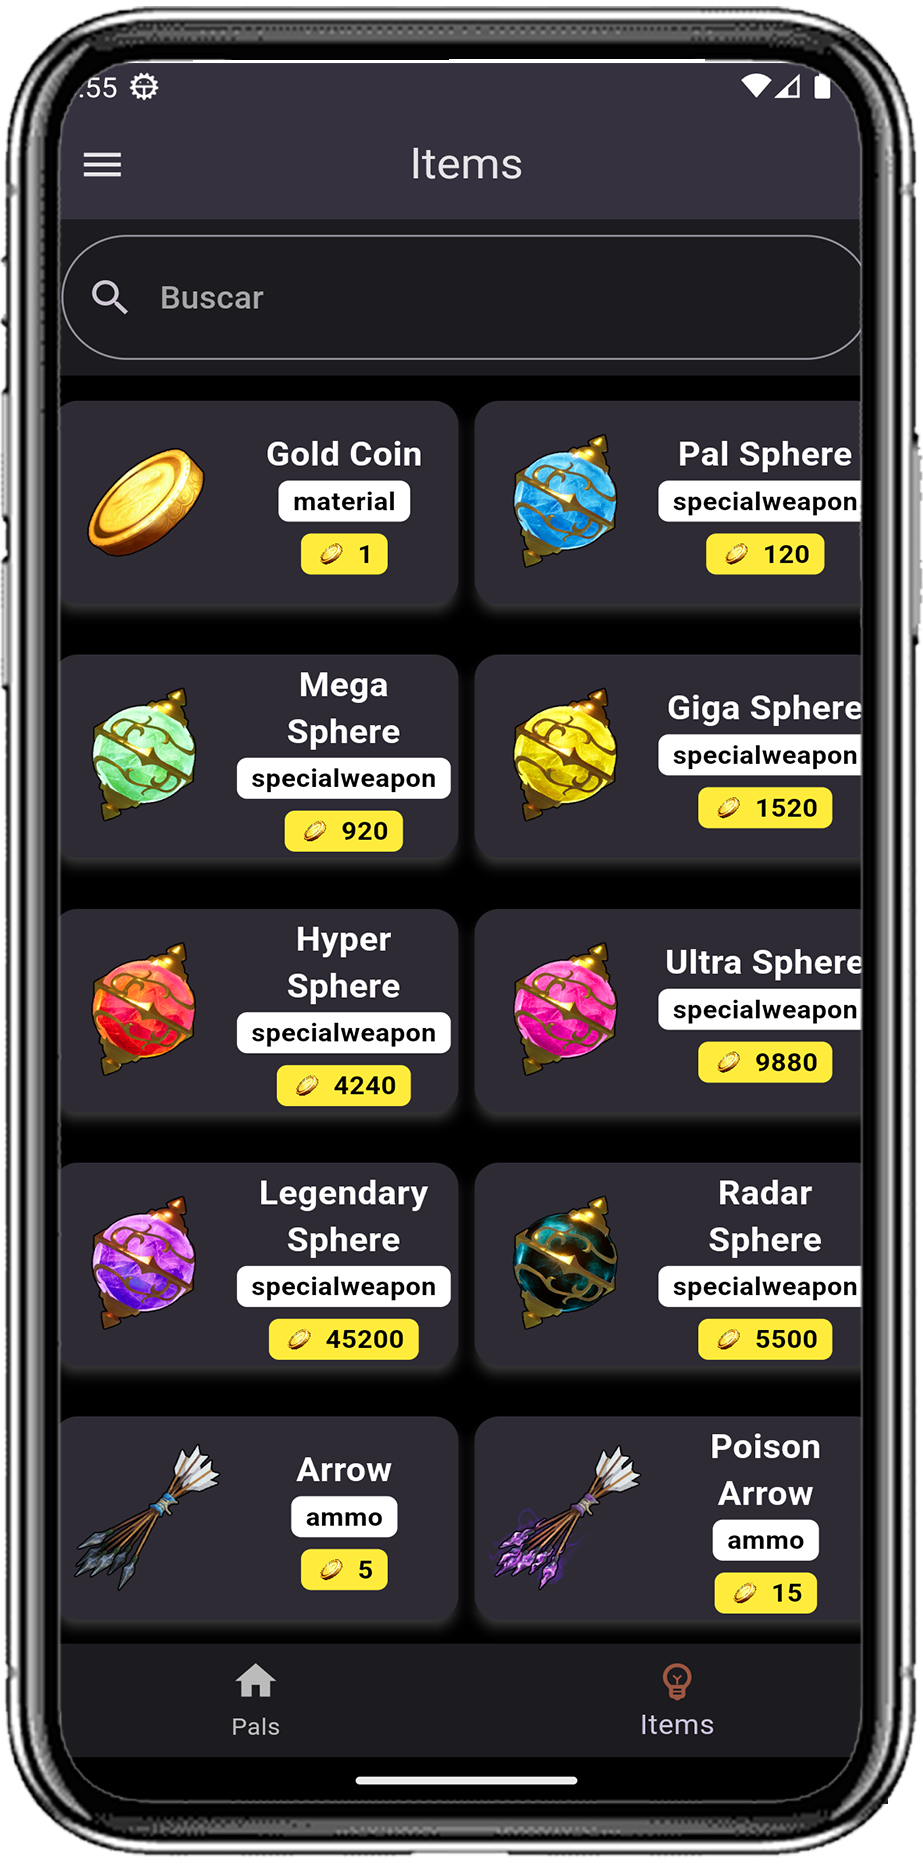 :55
Items
Buscar
Gold Coin
material
1
Pal Sphere
specialweapon
120
Mega
Sphere
specialweapon
920
Giga Sphere
specialweapon
1520
Hyper
Sphere
specialweapon
4240
Ultra Sphere
specialweapon
9880
Legendary
Sphere
specialweapon
45200
Radar
Sphere
specialweapon
5500
Arrow
ammo
5
Poison
Arrow
ammo
15
Pals
Items